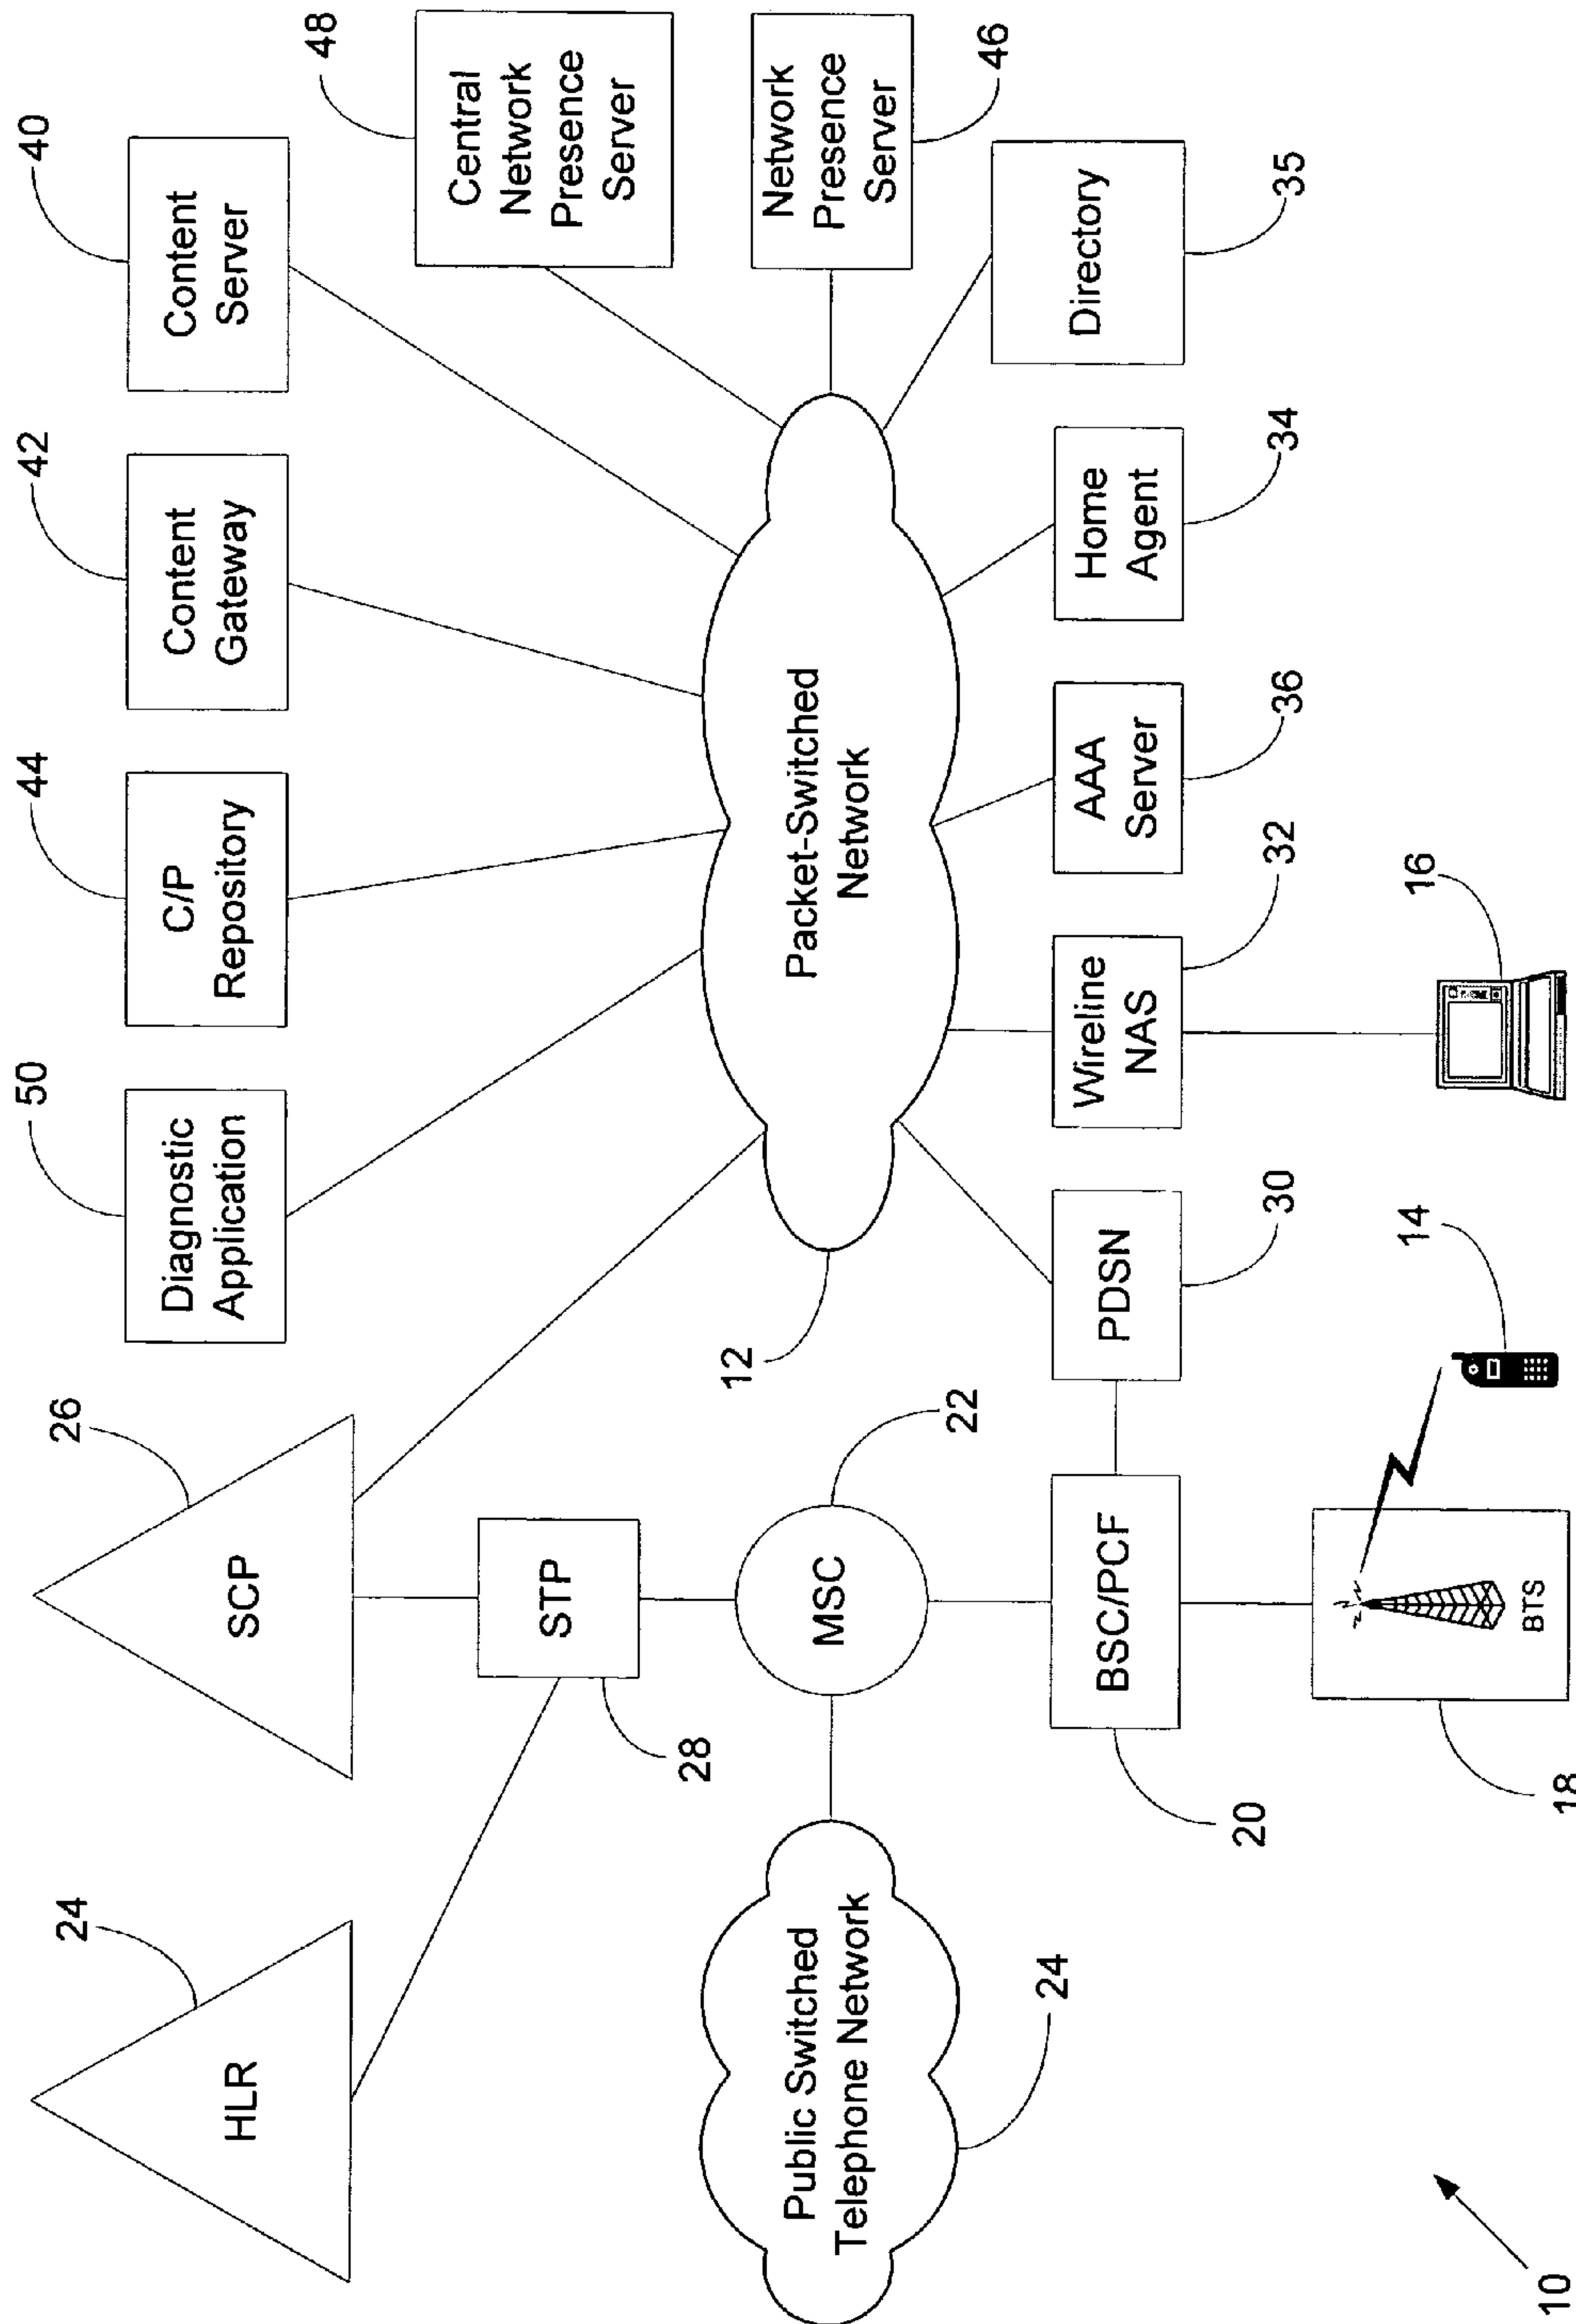 24
26
50
44
42
40
48
HLR
SCP
Diagnostic
Application
C/P
Repository
Content
Gateway
Content
Server
Central
Network
Presence
Server
STP
28
12
22
Public Switched
Telephone Network
MSC
Packet-Switched
Network
Network
Presence
Server
46
24
20
BSC/PCF
PDSN
30
Wireline
NAS
32
AAA
Server
36
Home
Agent
34
Directory
35
14
16
18
BTS
10